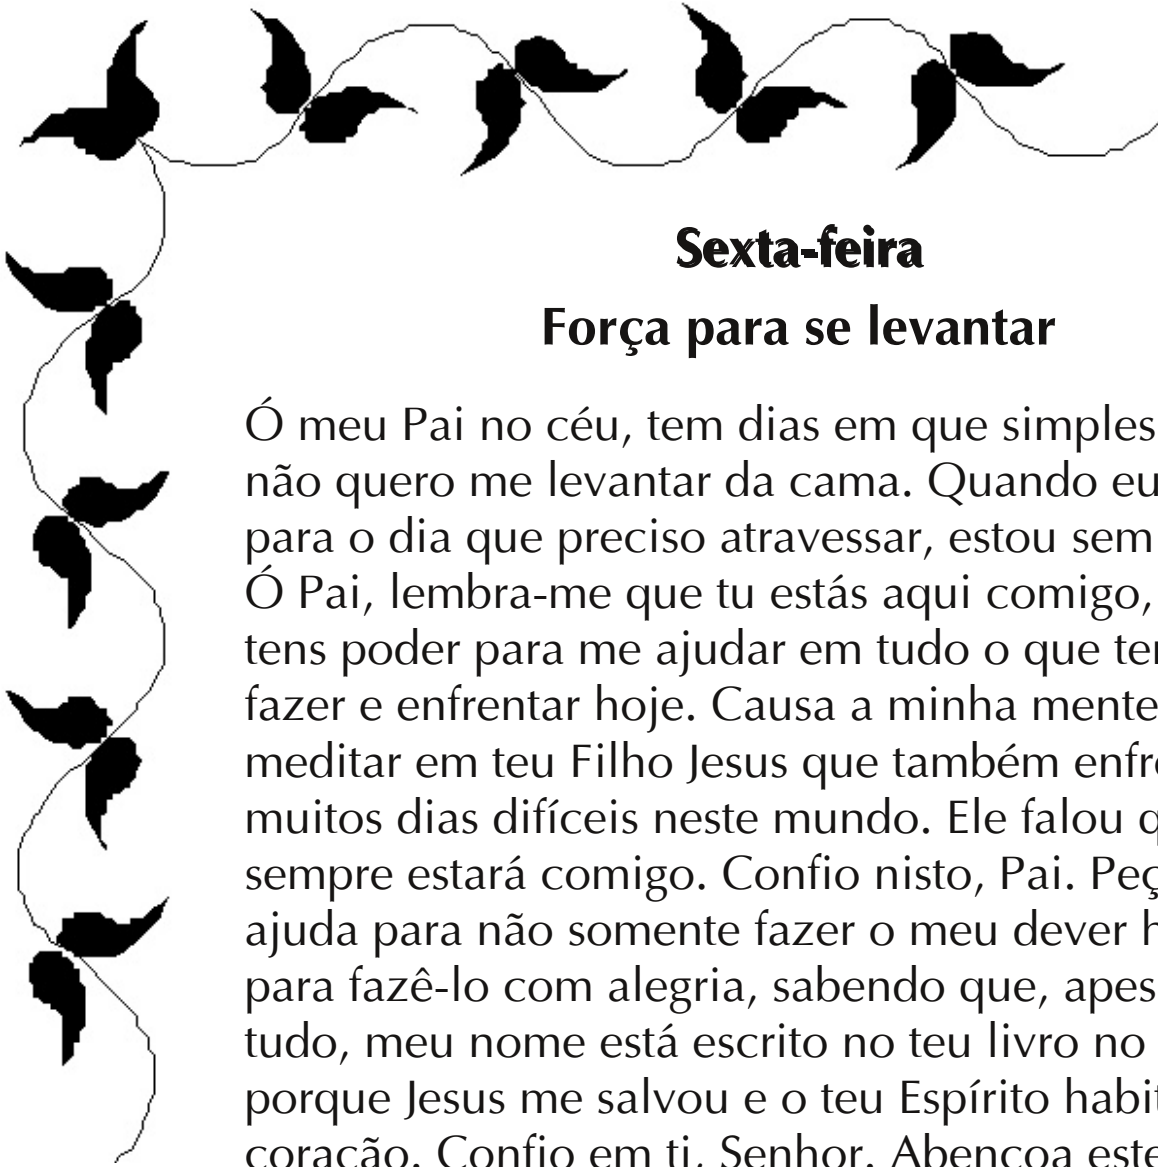 Sexta-feira
Força para se levantar
Ó meu Pai no céu, tem dias em que simples
não quero me levantar da cama. Quando eu
para o dia que preciso atravessar, estou sem
Ó Pai, lembra-me que tu estás aqui comigo,
tens poder para me ajudar em tudo o que
fazer e enfrentar hoje. Causa a minha mente
meditar em teu Filho Jesus que também
muitos dias difíceis neste mundo. Ele falou
sempre estará comigo. Confio nisto, Pai.
ajuda para não somente fazer o meu dever
para fazê-lo com alegria, sabendo que,
tudo, meu nome está escrito no teu livro no
porque Jesus me salvou e o teu Espírito
coração. Confio em ti, Senhor. Abençoa este